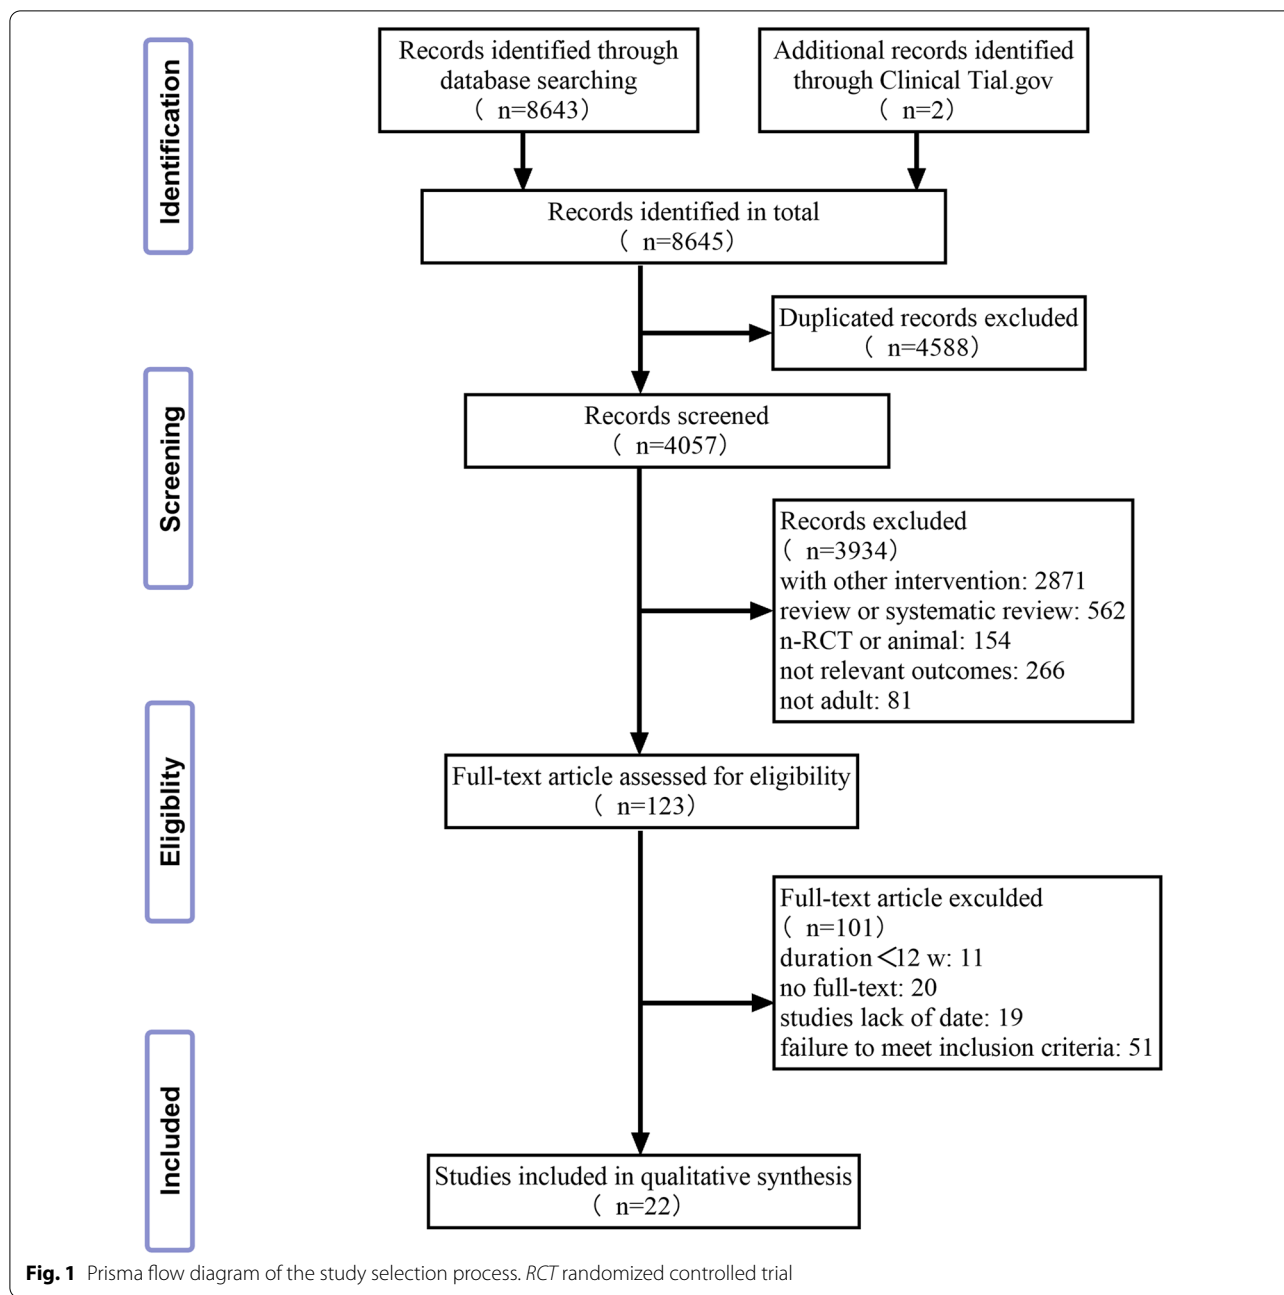 Identification
Records identified through
database searching
( n=8643)
Additional records identified
through Clinical Tial.gov
( n=2)
Records identified in total
( n=8645)
Duplicated records excluded
( n=4588)
Screening
Records screened
( n=4057)
Records excluded
( n=3934)
with other intervention: 2871
review or systematic review: 562
n-RCT or animal: 154
not relevant outcomes: 266
not adult: 81
Eligiblity
Full-text article assessed for eligibility
( n=123)
Full-text article exculded
( n=101)
duration <12 w: 11
no full-text: 20
studies lack of date: 19
failure to meet inclusion criteria: 51
Included
Studies included in qualitative synthesis
( n=22)
Fig. 1 Prisma flow diagram of the study selection process. RCT randomized controlled trial